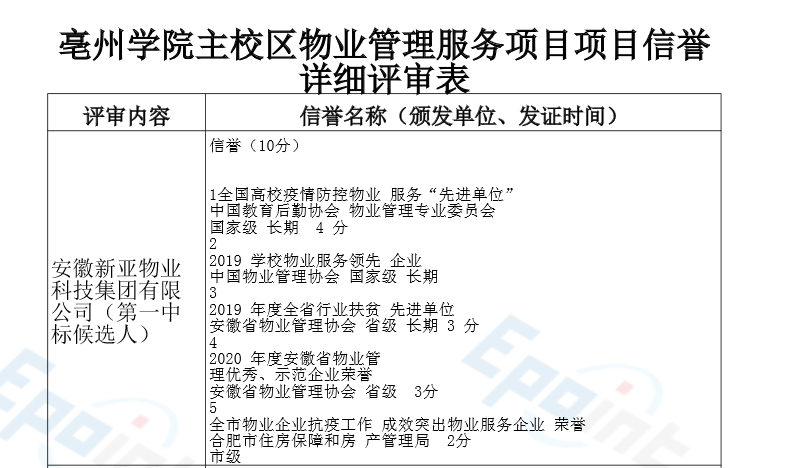 亳州学院主校区物业管理服务项目项目信誉
详细评审表
评审内容
信誉名称（颁发单位、发证时间）
安徽新亚物业
科技集团有限
公司（第一中
标候选人）
信誉（10分）
1全国高校疫情防控物业 服务“先进单位”
中国教育后勤协会 物业管理专业委员会
国家级 长期 4 分
2
2019 学校物业服务领先 企业
中国物业管理协会 国家级 长期
3
2019 年度全省行业扶贫 先进单位
安徽省物业管理协会 省级 长期 3 分
4
2020 年度安徽省物业管
理优秀、示范企业荣誉
安徽省物业管理协会 省级 3分
5
全市物业企业抗疫工作 成效突出物业服务企业 荣誉
合肥市住房保障和房 产管理局 2分
市级
Epoint
Epoint